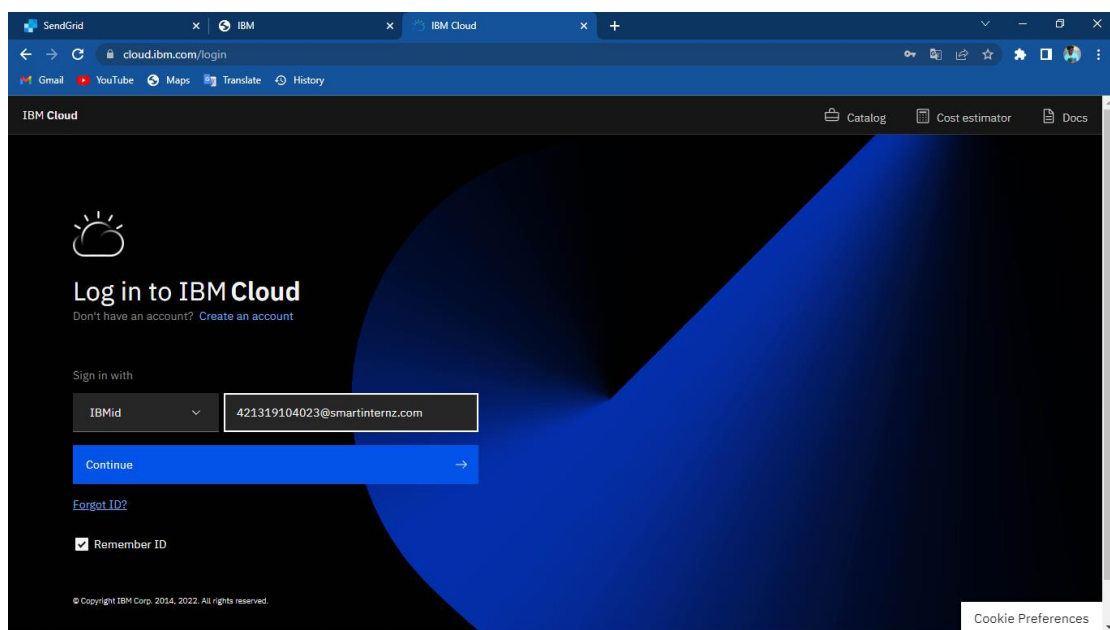 SendGrid
IBM
IBM Cloud
cloud.ibm.com/login
Gmail YouTube Maps Translate History
IBM Cloud Catalog Cost estimator Docs
Log in to IBM Cloud
Don't have an account? Create an account
Sign in with
IBMid 421319104023@smartinternz.com
Continue
Forgot ID?
Remember ID
© Copyright IBM Corp. 2014, 2022. All rights reserved.
Cookie Preferences